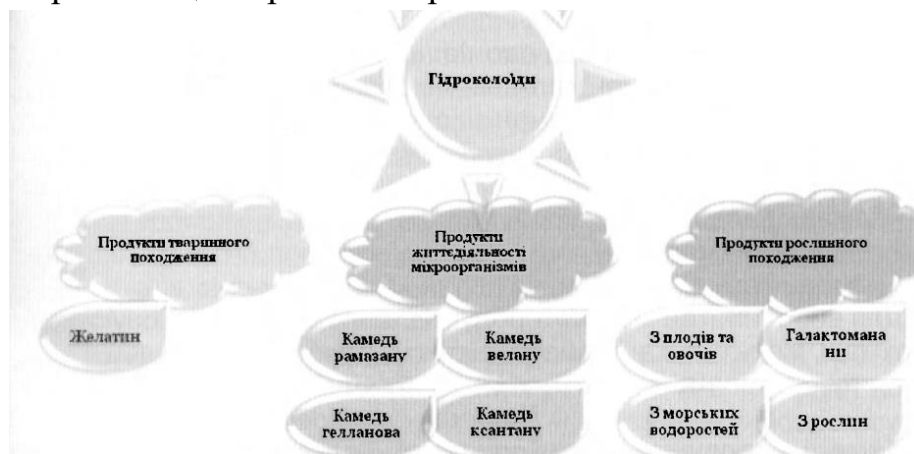 Гідроколоїди
Продукти тваринного
походження
Продукти
життєдіяльності
мікроорганізмів
Продукти рослинного
походження
Желатин
Камедь
рамазану
Камедь
велану
З плодів та
овочів
Галактомана
ни
Камедь
гелланова
Камедь
ксантану
З морських
водоростей
З рослин